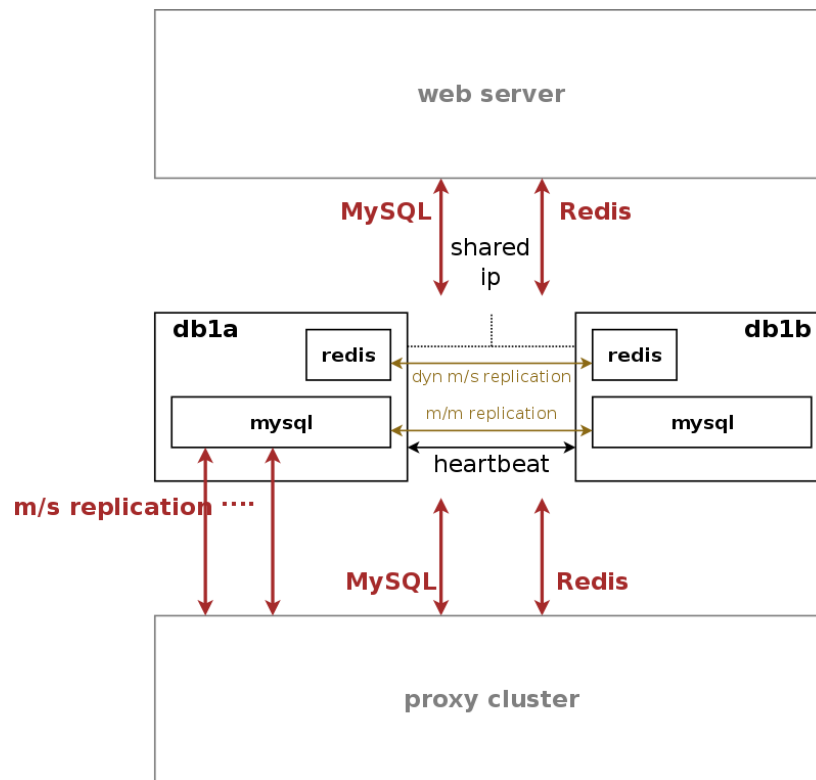 web server
MySQL
Redis
shared
ip
db1a
db1b
redis
redis
dyn m/s replication
m/m replication
mysql
mysql
heartbeat
m/s replication ····
MySQL
Redis
proxy cluster